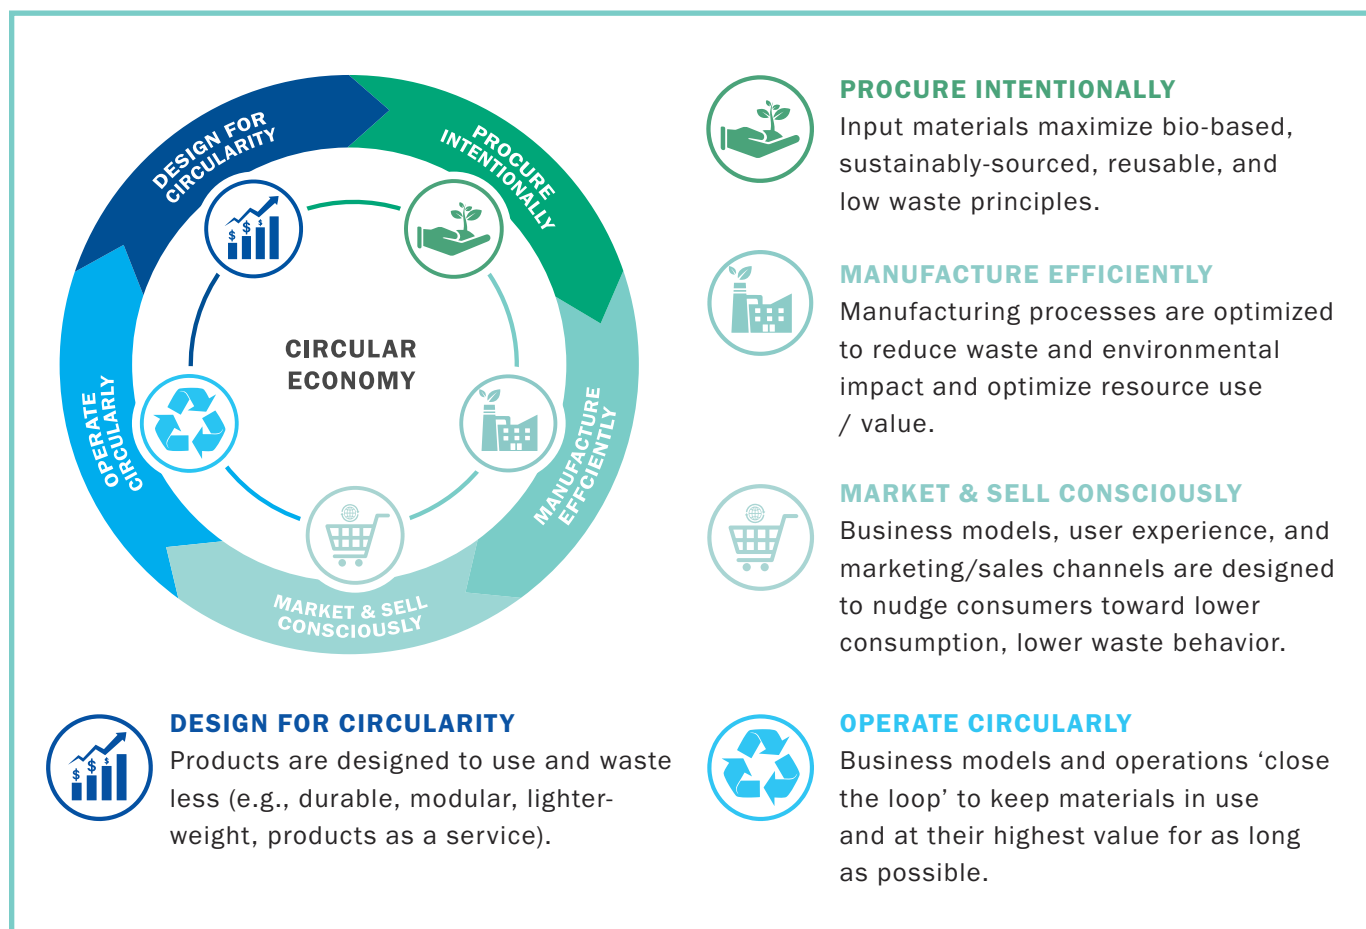 DESIGN FOR
CIRCULARITY
PROCURE
INTENTIONALLY
MANUFACTURE
EFFCIENTLY
MARKET & SELL
CONSCIOUSLY
OPERATE
CIRCULARLY
$ $ $
CIRCULAR
ECONOMY
PROCURE INTENTIONALLY
Input materials maximize bio-based,
sustainably-sourced, reusable, and
low waste principles.
MANUFACTURE EFFICIENTLY
Manufacturing processes are optimized
to reduce waste and environmental
impact and optimize resource use
/ value.
MARKET & SELL CONSCIOUSLY
Business models, user experience, and
marketing/sales channels are designed
to nudge consumers toward lower
consumption, lower waste behavior.
$ $ $
DESIGN FOR CIRCULARITY
Products are designed to use and waste
less (e.g., durable, modular, lighter-
weight, products as a service).
OPERATE CIRCULARLY
Business models and operations ‘close
the loop’ to keep materials in use
and at their highest value for as long
as possible.